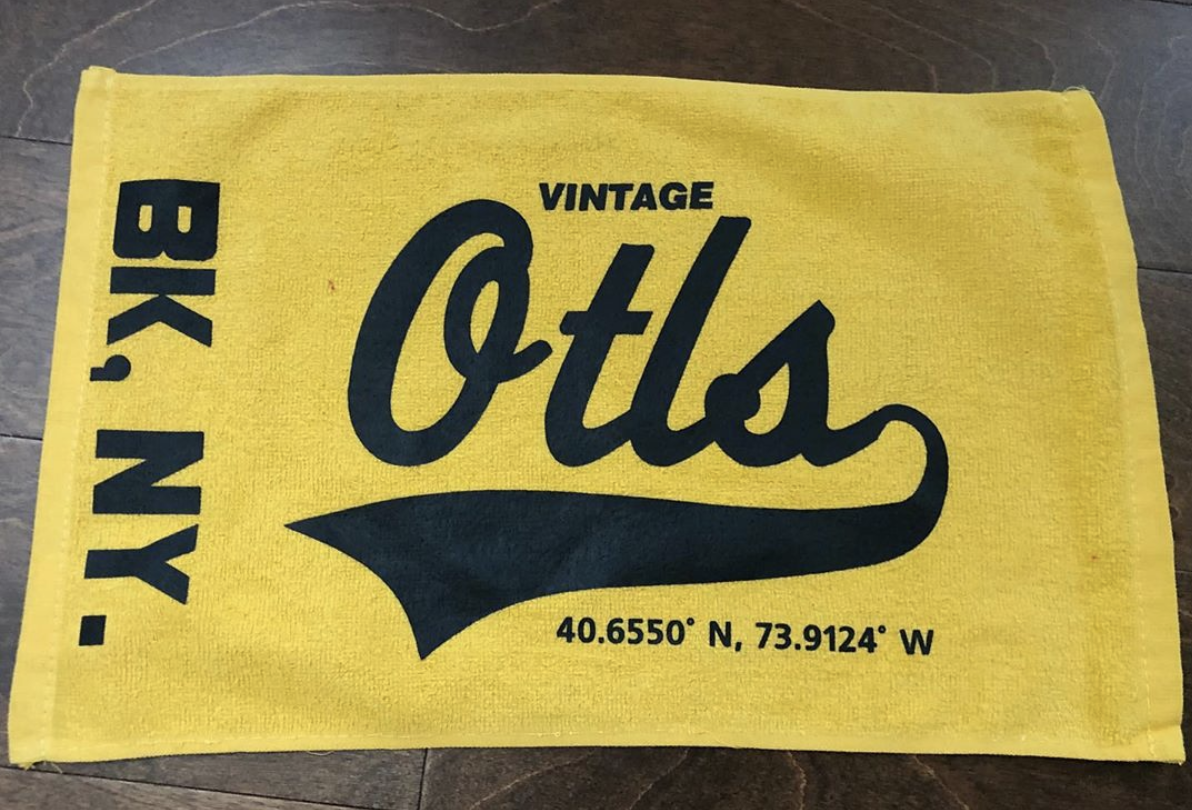 BK, NY.
VINTAGE
Otls
40.6550° N, 73.9124° W